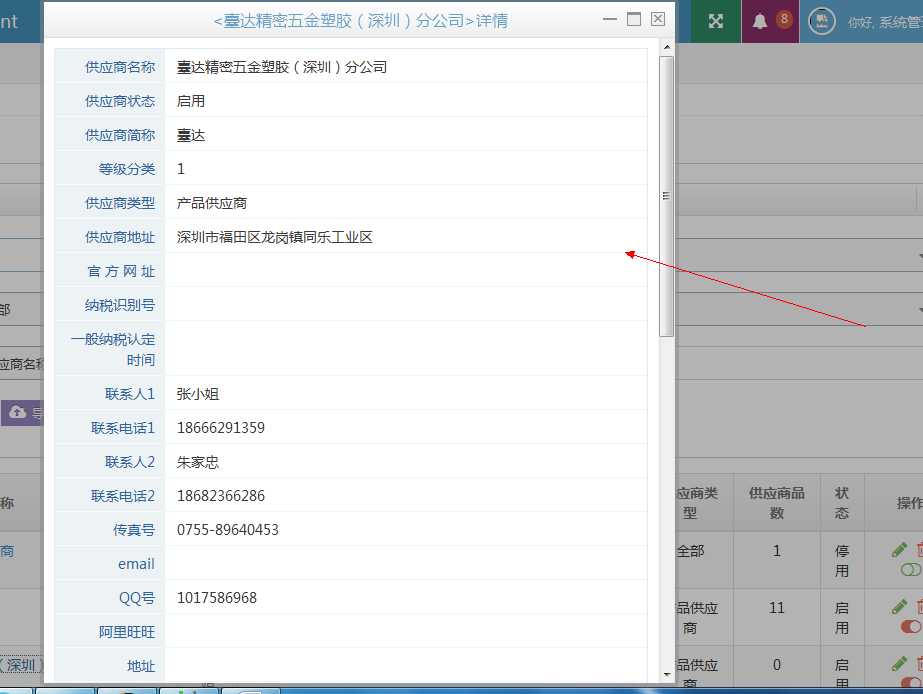 nt
<臺达精密五金塑胶（深圳）分公司>详情
8
你好, 系统管
供应商名称 臺达精密五金塑胶（深圳）分公司
供应商状态 启用
供应商简称 臺达
等级分类 1
供应商类型 产品供应商
供应商地址 深圳市福田区龙岗镇同乐工业区
官 方 网 址
纳税识别号
部
一般纳税认定
时间
应商名称
联系人1 张小姐
导
联系电话1 18666291359
联系人2 朱家忠
联系电话2 18682366286
传真号 0755-89640453
email
QQ号 1017586968
阿里旺旺
地址
称
应商类
型
供应商品
数
状
态
操作
商
全部 1 停
用
品供应
商
11 启
用
（深圳）
品供应
商
0 启
用